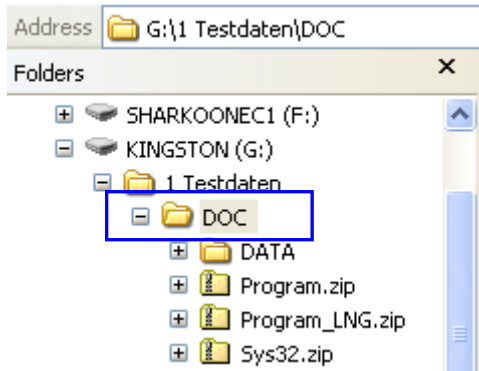 Address G:\1 Testdaten\DOC
Folders
SHARKOONEC1 (F:)
KINGSTON (G:)
1 Testdaten
DOC
DATA
Program.zip
Program_LNG.zip
Sys32.zip